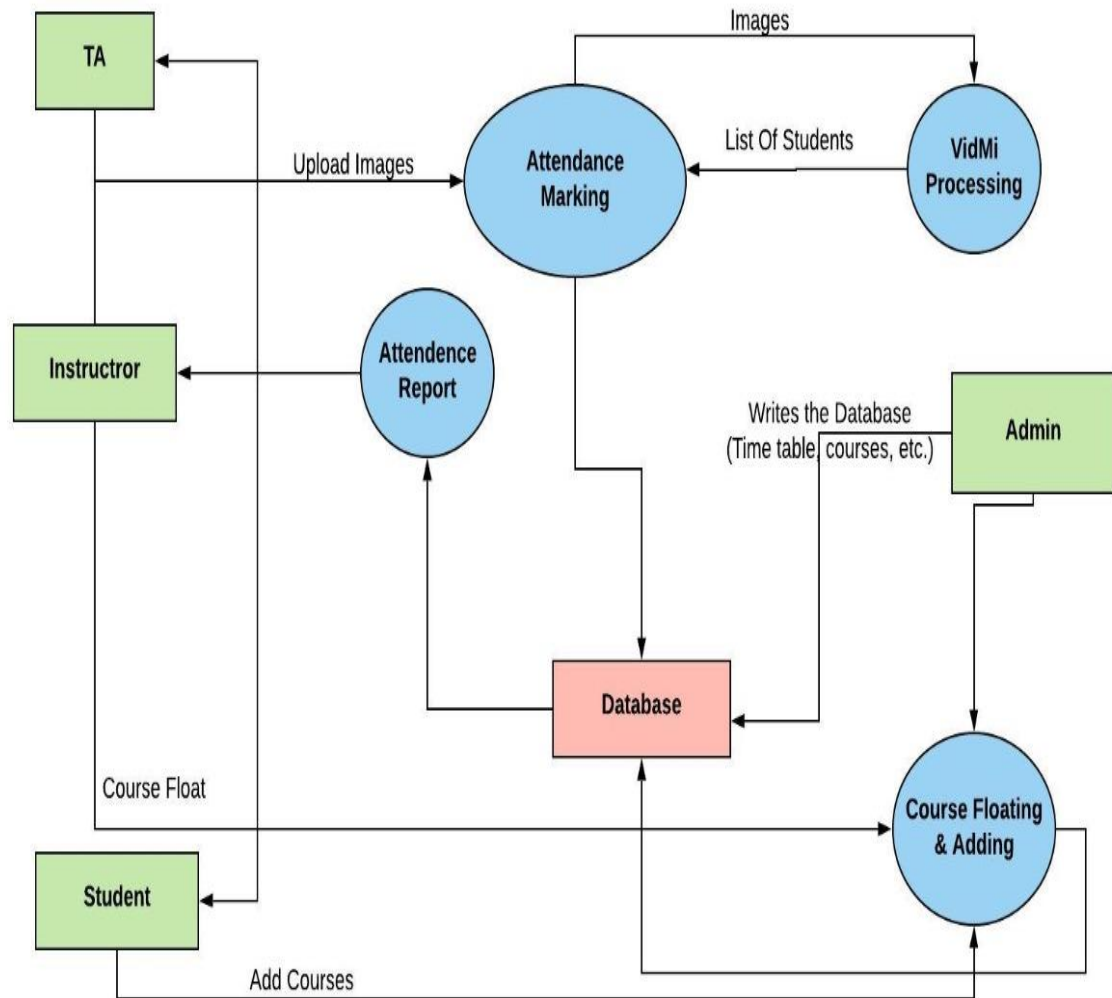 Images
TA
Upload Images
Attendance
Marking
List Of Students
VidMi
Processing
Instructror
Attendence
Report
Writes the Database
(Time table, courses, etc.)
Admin
Database
Course Float
Course Floating
& Adding
Student
Add Courses